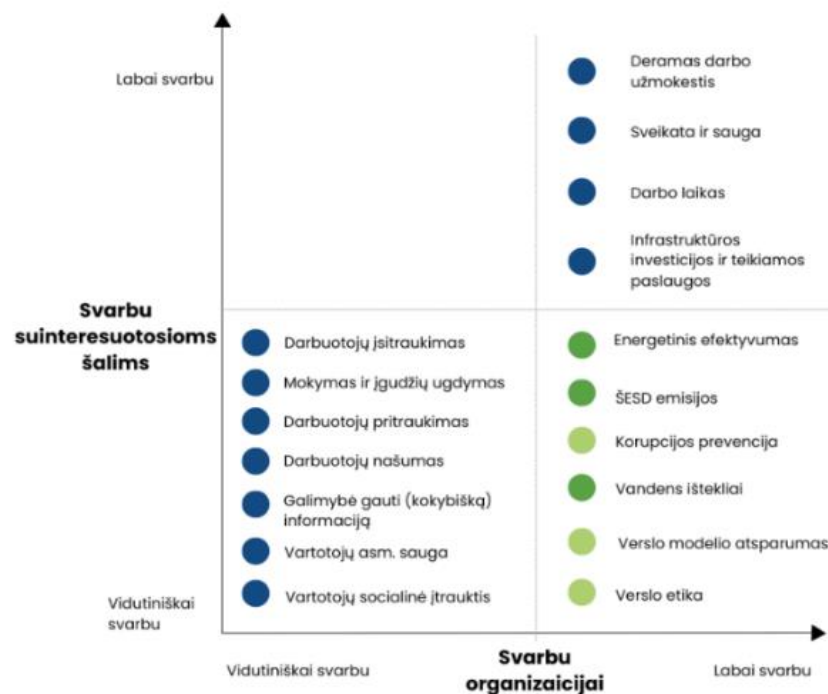 Labai svarbu
Deramas darbo
užmokestis
Sveikata ir sauga
Darbo laikas
Infrastruktūros
investicijos ir teikiamos
paslaugos
Svarbu
suinteresuotosioms
šalims
Darbuotojų įsitraukimas
Mokymas ir įgudžių ugdymas
Darbuotojų pritraukimas
Darbuotojų našumas
Galimybė gauti (kokybišką)
informaciją
Vartotojų asm. sauga
Vartotojų socialinė įtrauktis
Energetinis efektyvumas
ŠESD emisijos
Korupcijos prevencija
Vandens ištekliai
Verslo modelio atsparumas
Verslo etika
Vidutiniškai
svarbu
Vidutiniškai svarbu
Svarbu
organizaicijai
Labai svarbu